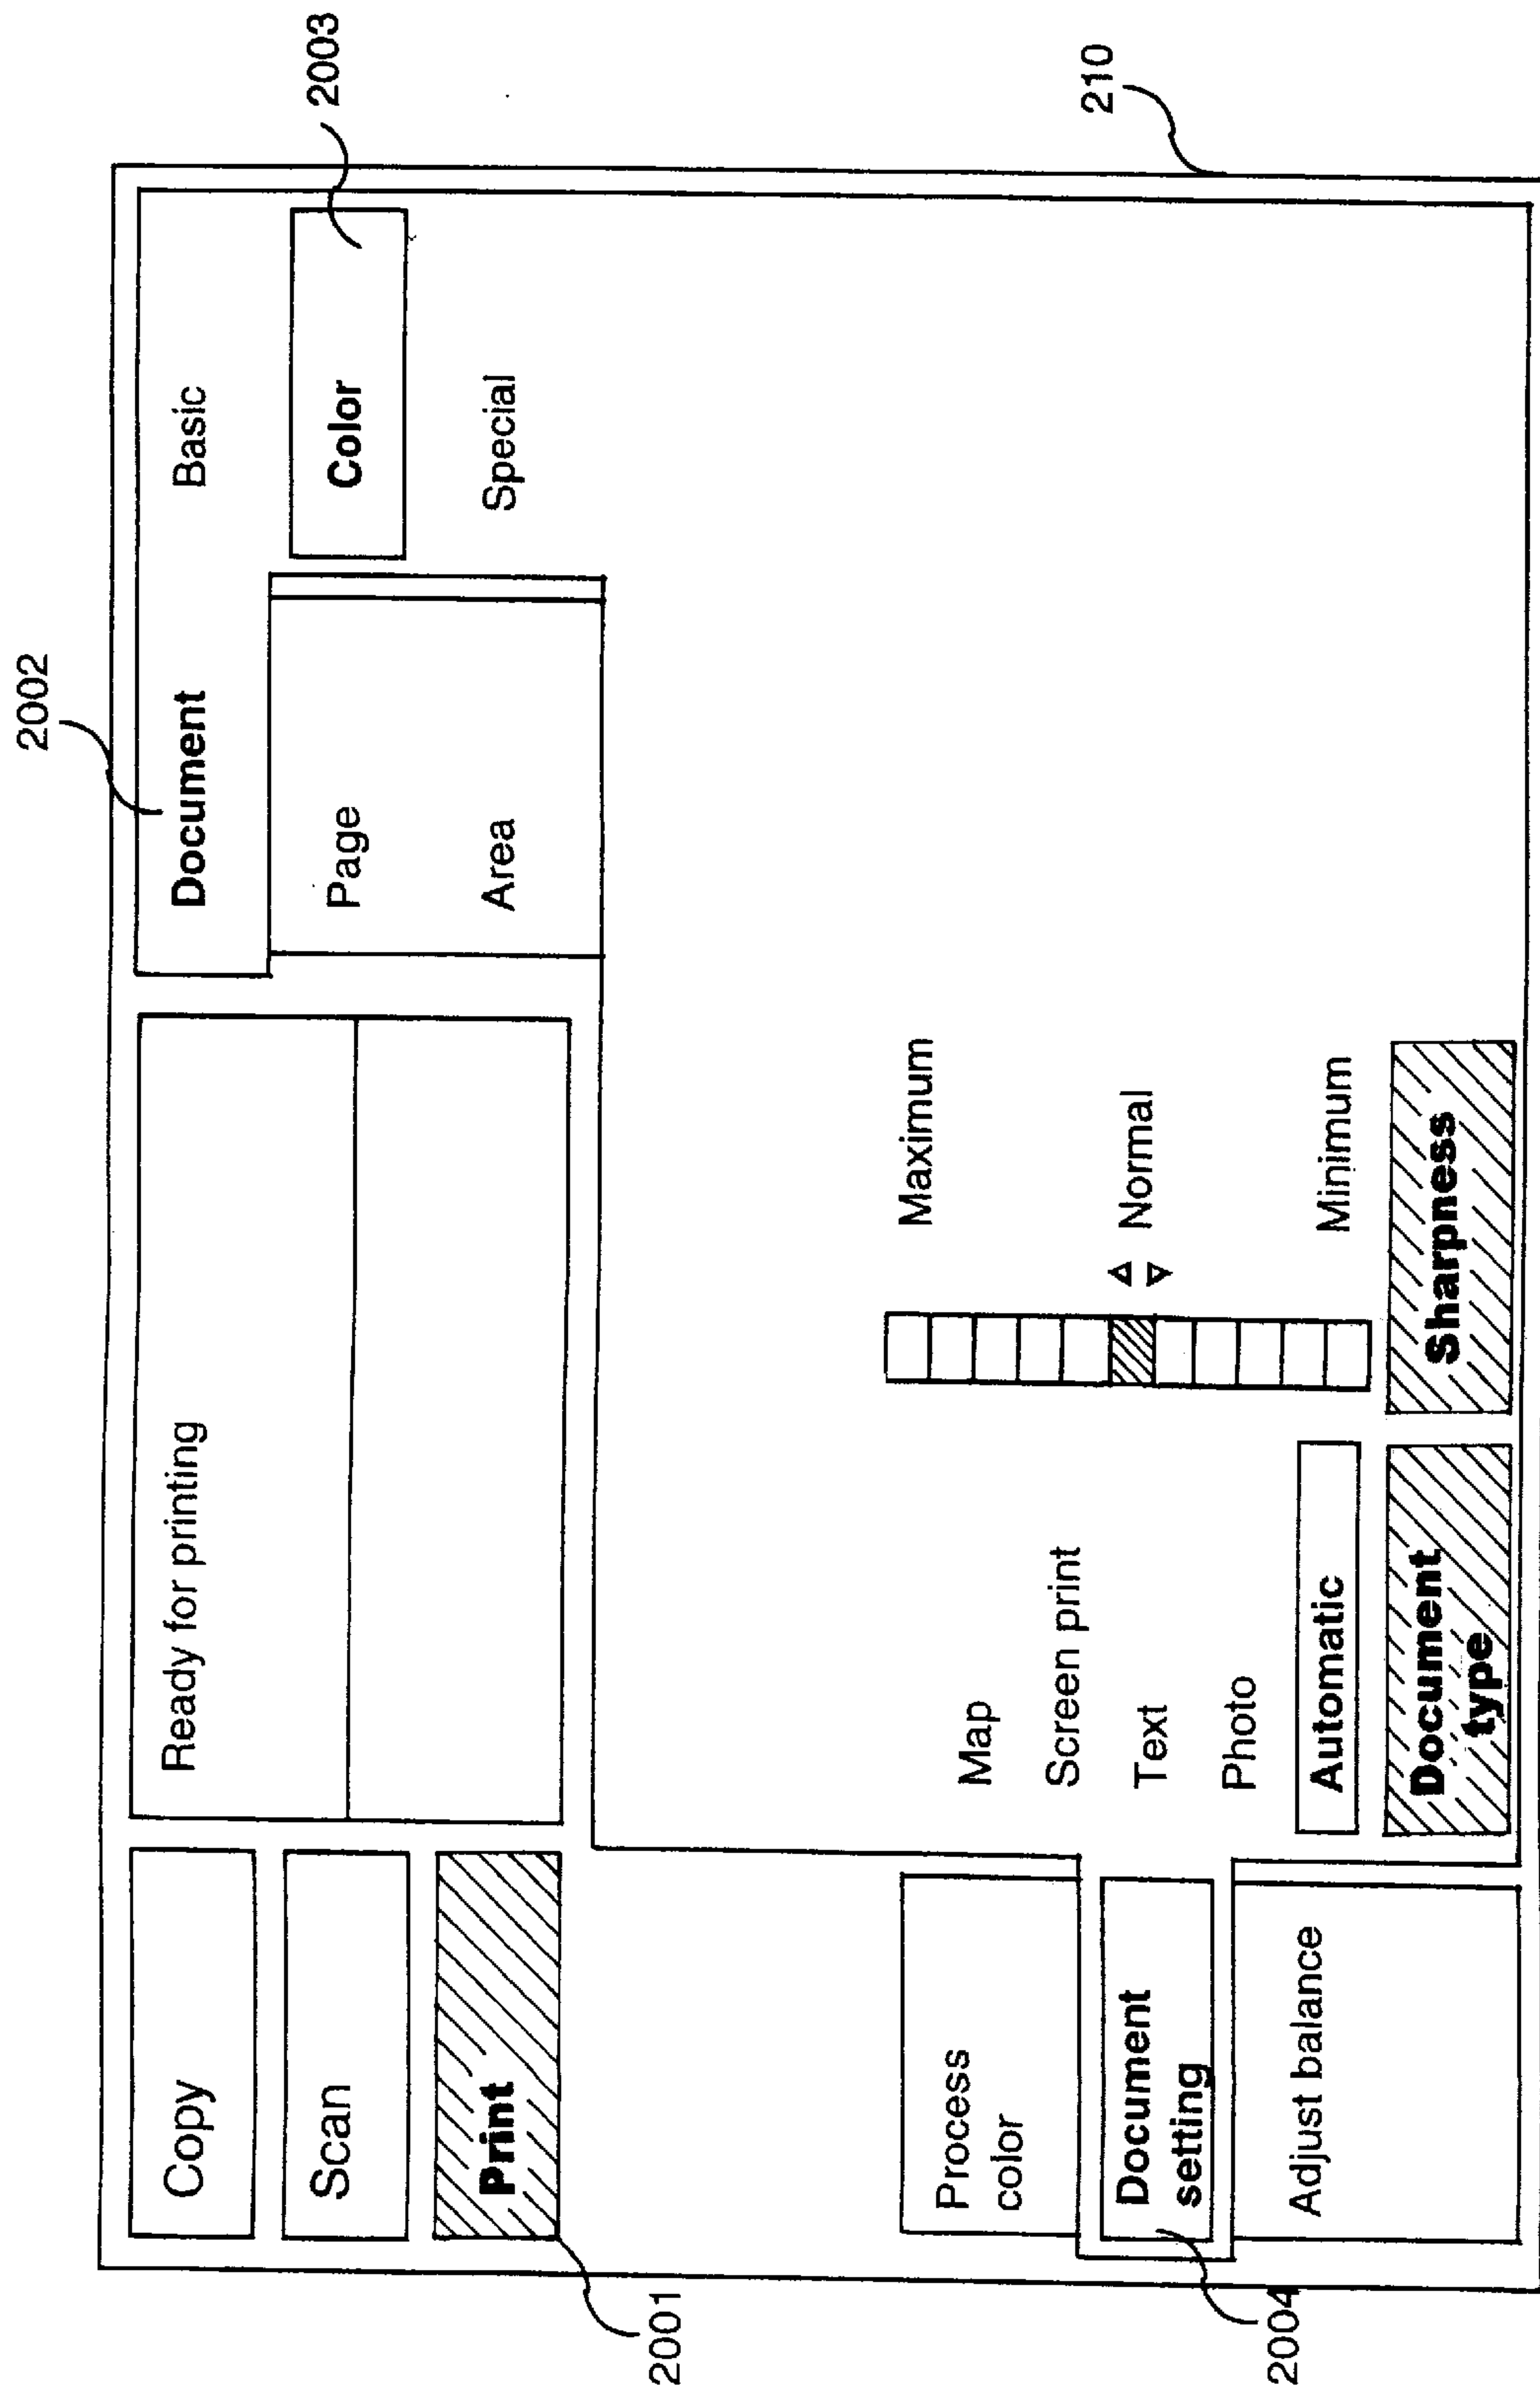 2002
2003
Copy
Scan
Print
2001
Ready for printing
Document
Page
Area
Basic
Color
Special
Process
color
Document
setting
2004
Adjust balance
Map
Screen print
Text
Photo
Automatic
Document
type
Maximum
Normal
Minimum
Sharpness
210